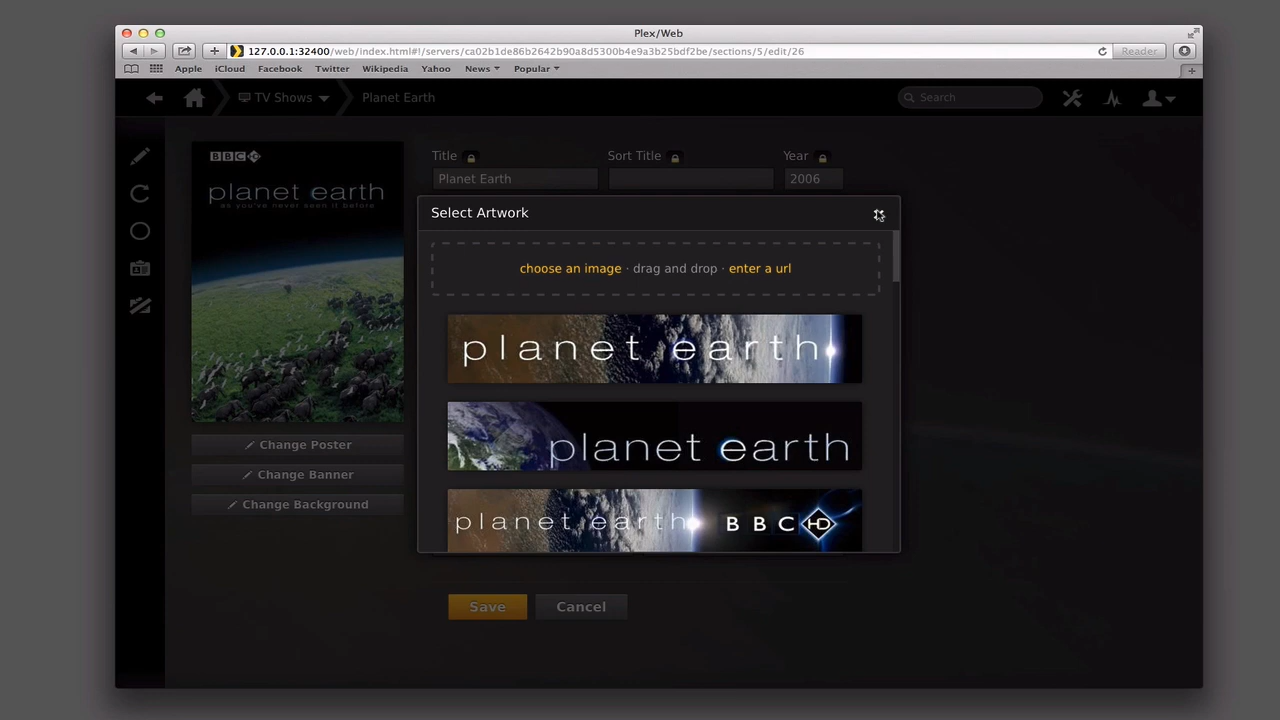 Plex/Web
127.0.0.1:32400/web/index.html#!/servers/ca02b1de86b2642b90a8d5300b4e9a3b25bdf2be/sections/5/edit/26
Reader
Apple iCloud Facebook Twitter Wikipedia Yahoo News Popular
TV Shows Planet Earth Search
BBC HD
planet earth
as you've never seen it before
Title Sort Title Year
Planet Earth 2006
Select Artwork
choose an image · drag and drop · enter a url
planet earth
planet earth
planet earth BBC HD
Change Poster
Change Banner
Change Background
Save Cancel